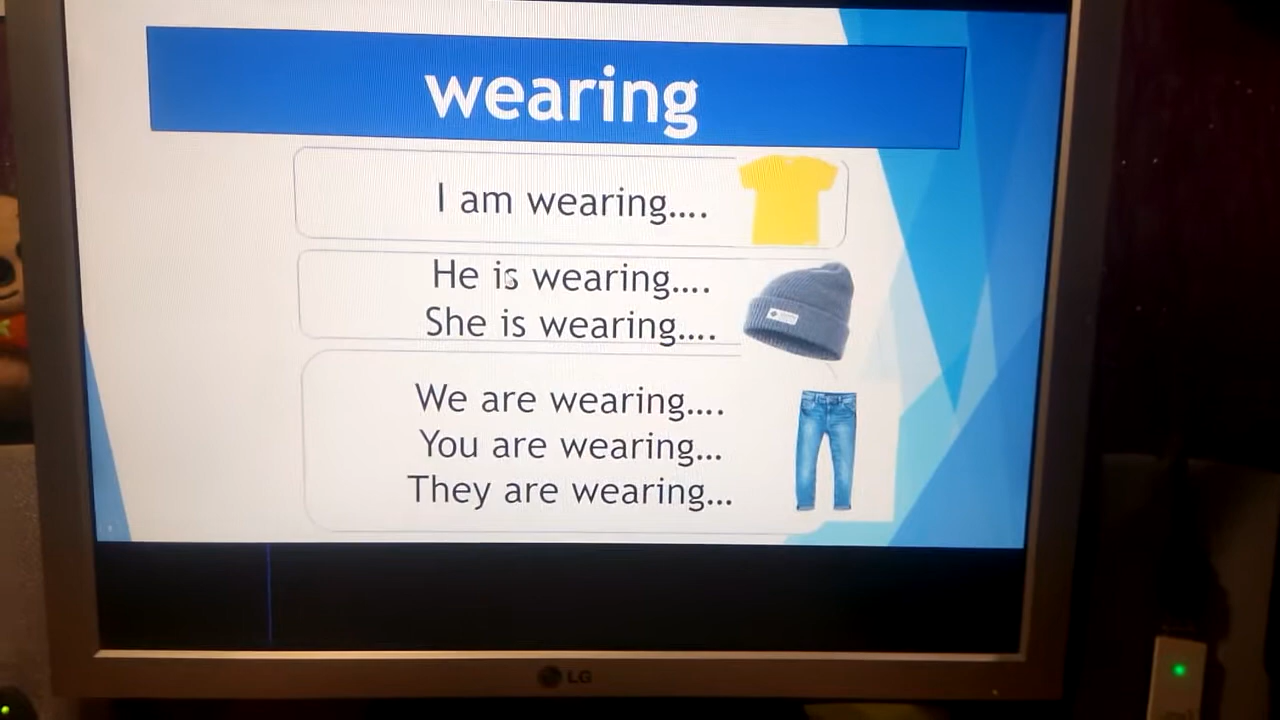 wearing
I am wearing....
He is wearing....
She is wearing....
We are wearing....
You are wearing...
They are wearing...
LG